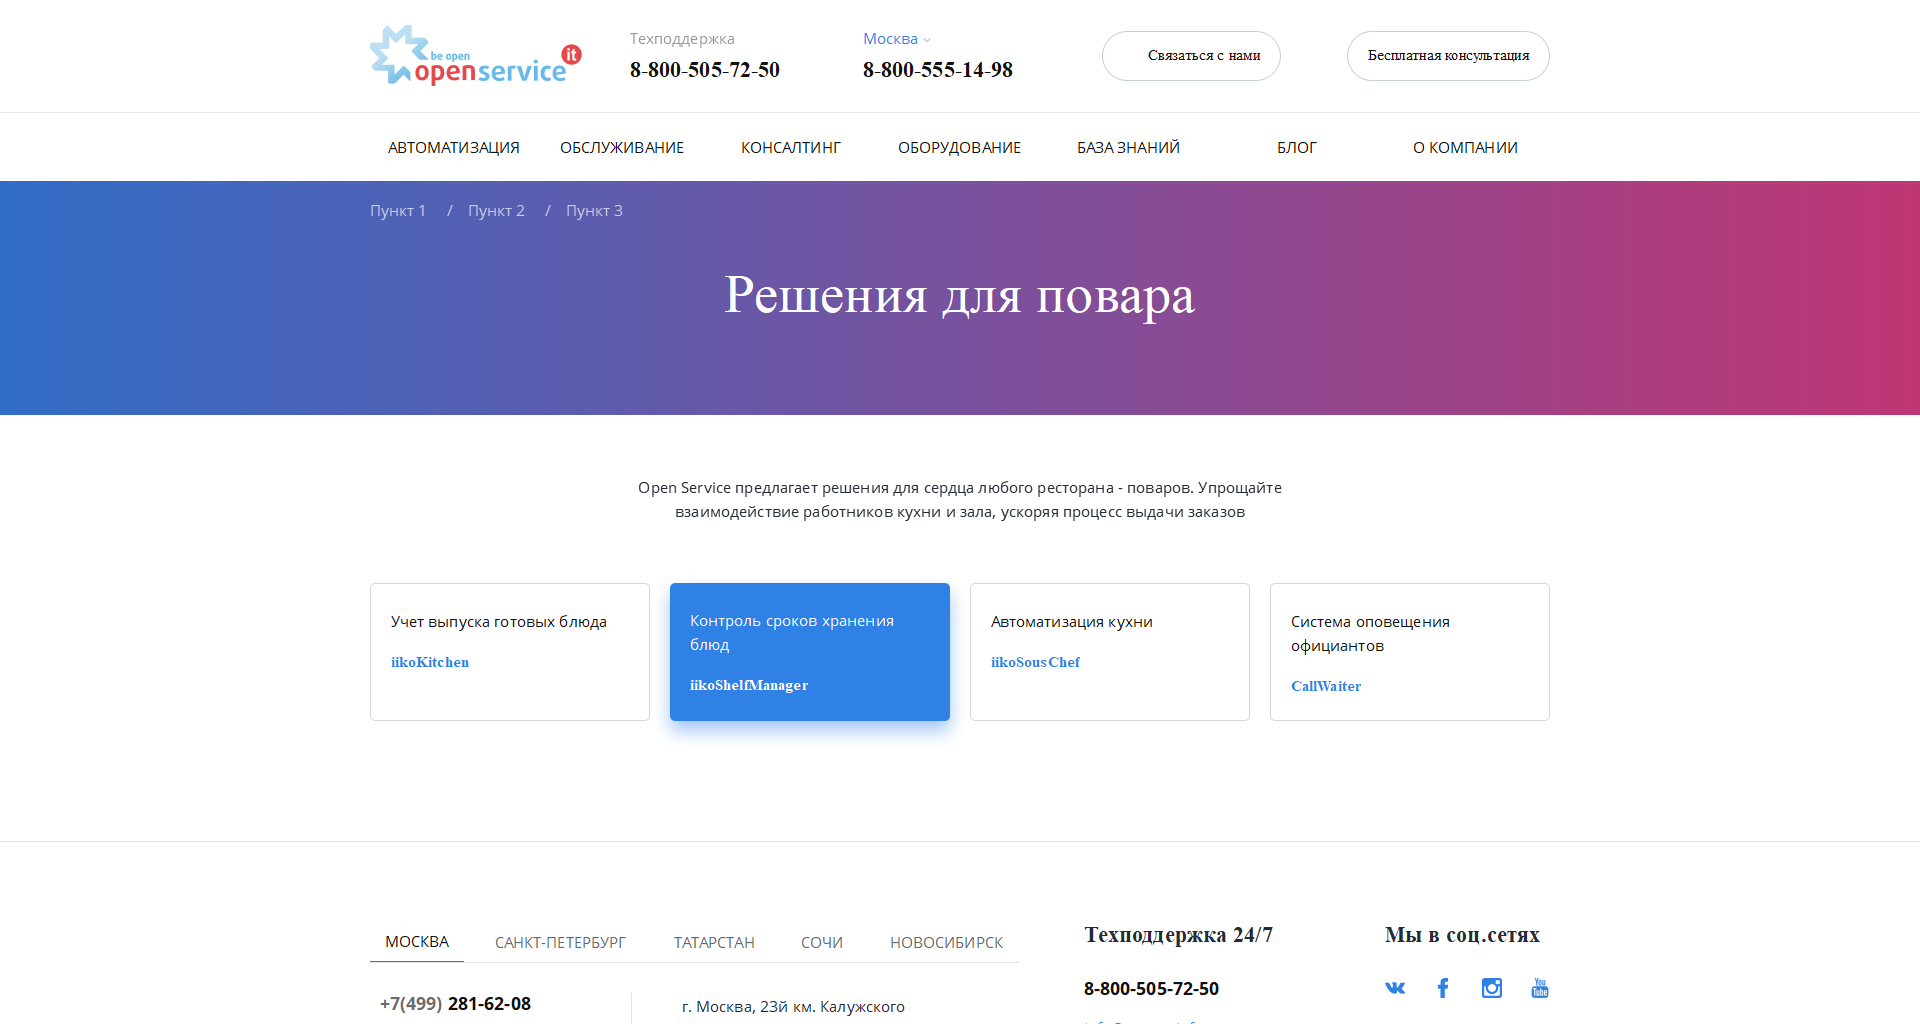 be open
openservice it
Техподдержка
8-800-505-72-50
Москва
8-800-555-14-98
Связаться с нами
Бесплатная консультация
АВТОМАТИЗАЦИЯ ОБСЛУЖИВАНИЕ КОНСАЛТИНГ ОБОРУДОВАНИЕ БАЗА ЗНАНИЙ БЛОГ О КОМПАНИИ
Пункт 1 / Пункт 2 / Пункт 3
Решения для повара
Open Service предлагает решения для сердца любого ресторана - поваров. Упрощайте
взаимодействие работников кухни и зала, ускоряя процесс выдачи заказов
Учет выпуска готовых блюда
iikoKitchen
Контроль сроков хранения
блюд
iikoShelfManager
Автоматизация кухни
iikoSousChef
Система оповещения
официантов
CallWaiter
МОСКВА САНКТ-ПЕТЕРБУРГ ТАТАРСТАН СОЧИ НОВОСИБИРСК
+7(499) 281-62-08
г. Москва, 23й км. Калужского
Техподдержка 24/7
8-800-505-72-50
Мы в соц.сетях
You
Tube